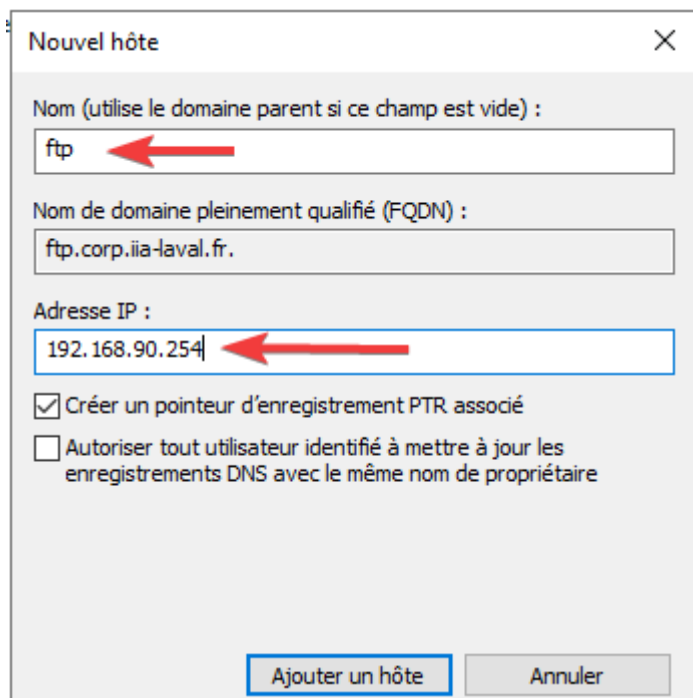 Nouvel hôte
Nom (utilise le domaine parent si ce champ est vide) :
ftp
Nom de domaine pleinement qualifié (FQDN) :
ftp.corp.iia-laval.fr.
Adresse IP :
192.168.90.254
Créer un pointeur d'enregistrement PTR associé
Autoriser tout utilisateur identifié à mettre à jour les
enregistrements DNS avec le même nom de propriétaire
Ajouter un hôte
Annuler